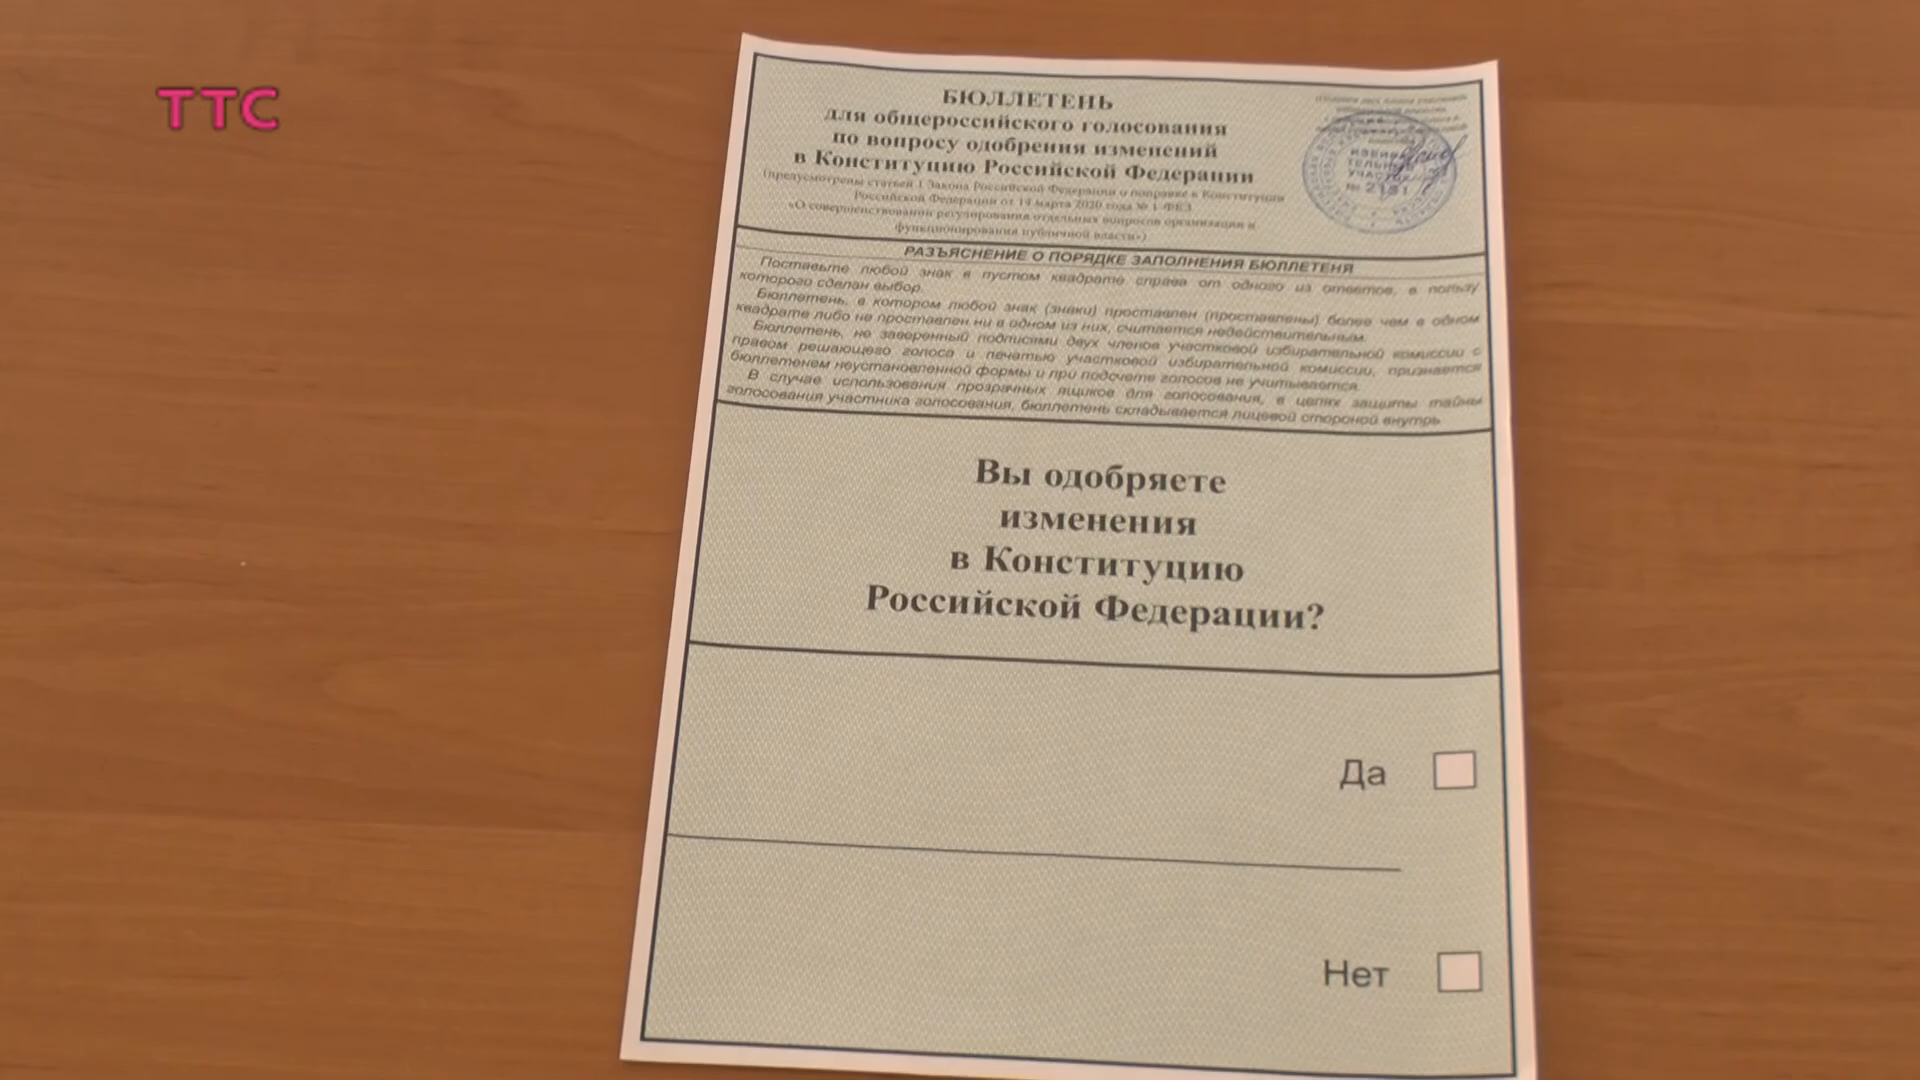 ТТС
БЮЛЛЕТЕНЬ
для общероссийского голосования
по вопросу одобрения изменений
в Конституцию Российской Федерации
(предусмотрены статьей 1 Закона Российской Федерации о поправке к Конституции
Российской Федерации от 14 марта 2020 года № 1-ФКЗ
«О совершенствовании регулирования отдельных вопросов организации и
функционирования публичной власти»)
ИЗБИРА
ТЕЛЬНЫЙ
УЧАСТОК
№ 2181
РАЗЪЯСНЕНИЕ О ПОРЯДКЕ ЗАПОЛНЕНИЯ БЮЛЛЕТЕНЯ
Поставьте любой знак в пустом квадрате справа от одного из ответов, в пользу
которого сделан выбор.
Бюллетень, в котором любой знак (знаки) проставлен (проставлены) более чем в одном
квадрате либо не проставлен ни в одном из них, считается недействительным.
Бюллетень, не заверенный подписями двух членов участковой избирательной комиссии с
правом решающего голоса и печатью участковой избирательной комиссии, признается
бюллетенем неустановленной формы и при подсчете голосов не учитывается.
В случае использования прозрачных ящиков для голосования, в целях защиты тайны
голосования участника голосования, бюллетень складывается лицевой стороной внутрь
Вы одобряете
изменения
в Конституцию
Российской Федерации?
Да
Нет